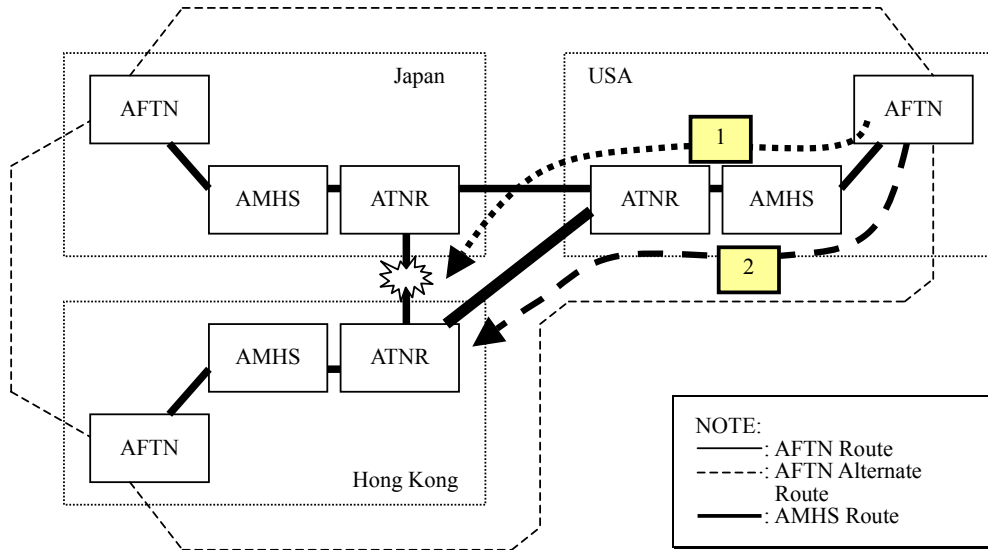 Japan
USA
AFTN
AFTN
1
AMHS
ATNR
ATNR
AMHS
2
AMHS
ATNR
AFTN
Hong Kong
NOTE:
: AFTN Route
: AFTN Alternate
Route
: AMHS Route